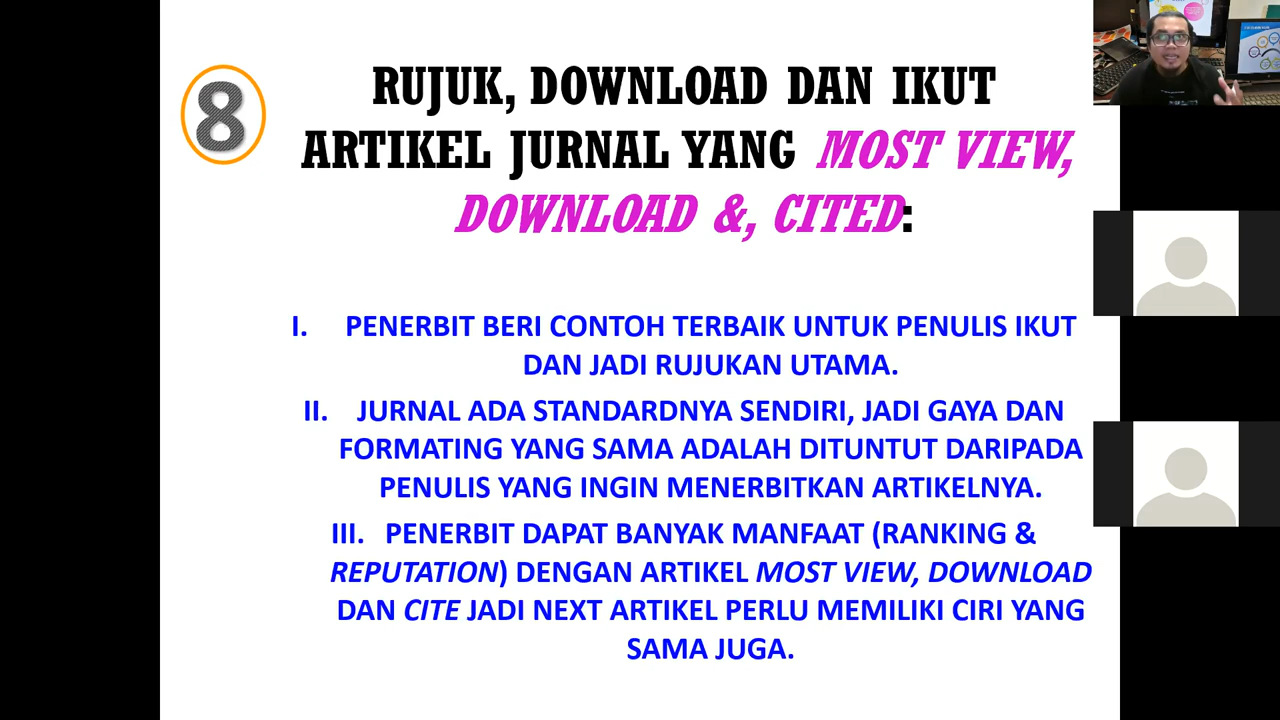 8
RUJUK, DOWNLOAD DAN IKUT
ARTIKEL JURNAL YANG MOST VIEW,
DOWNLOAD &, CITED:
I. PENERBIT BERI CONTOH TERBAIK UNTUK PENULIS IKUT
DAN JADI RUJUKAN UTAMA.
II. JURNAL ADA STANDARDNYA SENDIRI, JADI GAYA DAN
FORMATING YANG SAMA ADALAH DITUNTUT DARIPADA
PENULIS YANG INGIN MENERBITKAN ARTIKELNYA.
III. PENERBIT DAPAT BANYAK MANFAAT (RANKING &
REPUTATION) DENGAN ARTIKEL MOST VIEW, DOWNLOAD
DAN CITE JADI NEXT ARTIKEL PERLU MEMILIKI CIRI YANG
SAMA JUGA.